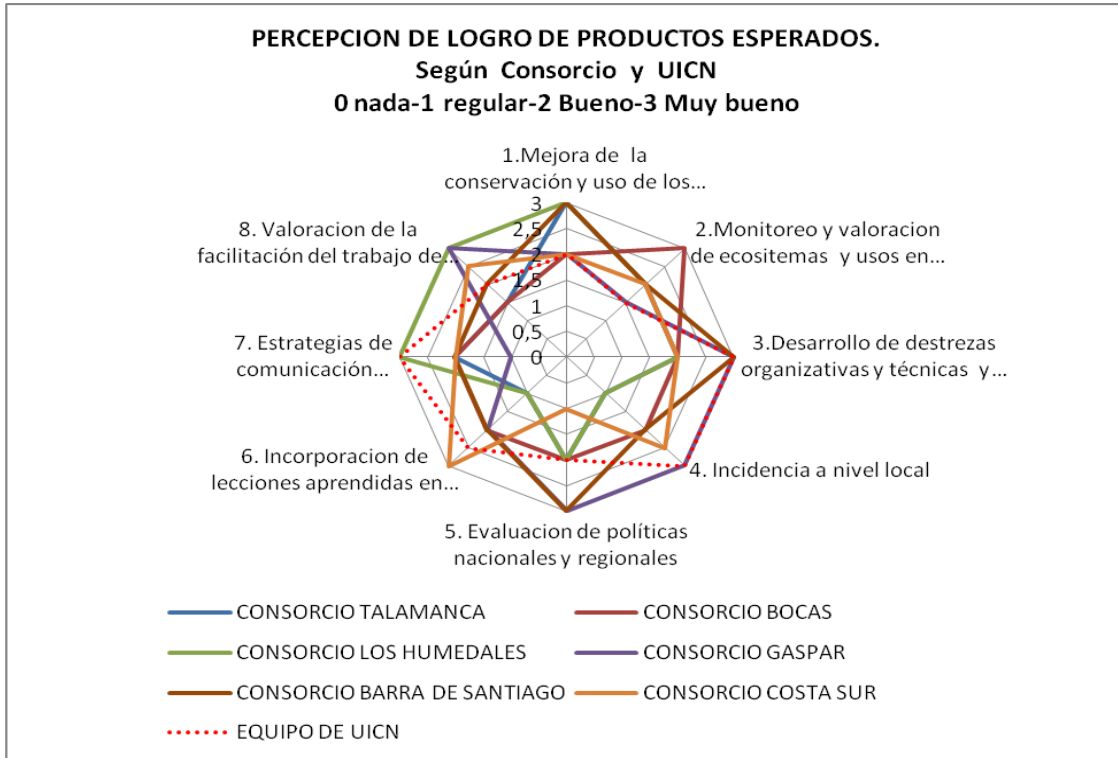 PERCEPCION DE LOGRO DE PRODUCTOS ESPERADOS.
Según Consorcio y UICN
0 nada-1 regular-2 Bueno-3 Muy bueno
1.Mejora de la
conservación y uso de los...
2.Monitoreo y valoracion
de ecositemas y usos en...
3.Desarrollo de destrezas
organizativas y técnicas y...
4. Incidencia a nivel local
5. Evaluacion de políticas
nacionales y regionales
6. Incorporacion de
lecciones aprendidas en...
7. Estrategias de
comunicación...
8. Valoracion de la
facilitación del trabajo de...
3
2,5
2
1,5
1
0,5
0
CONSORCIO TALAMANCA
CONSORCIO BOCAS
CONSORCIO LOS HUMEDALES
CONSORCIO GASPAR
CONSORCIO BARRA DE SANTIAGO
CONSORCIO COSTA SUR
EQUIPO DE UICN